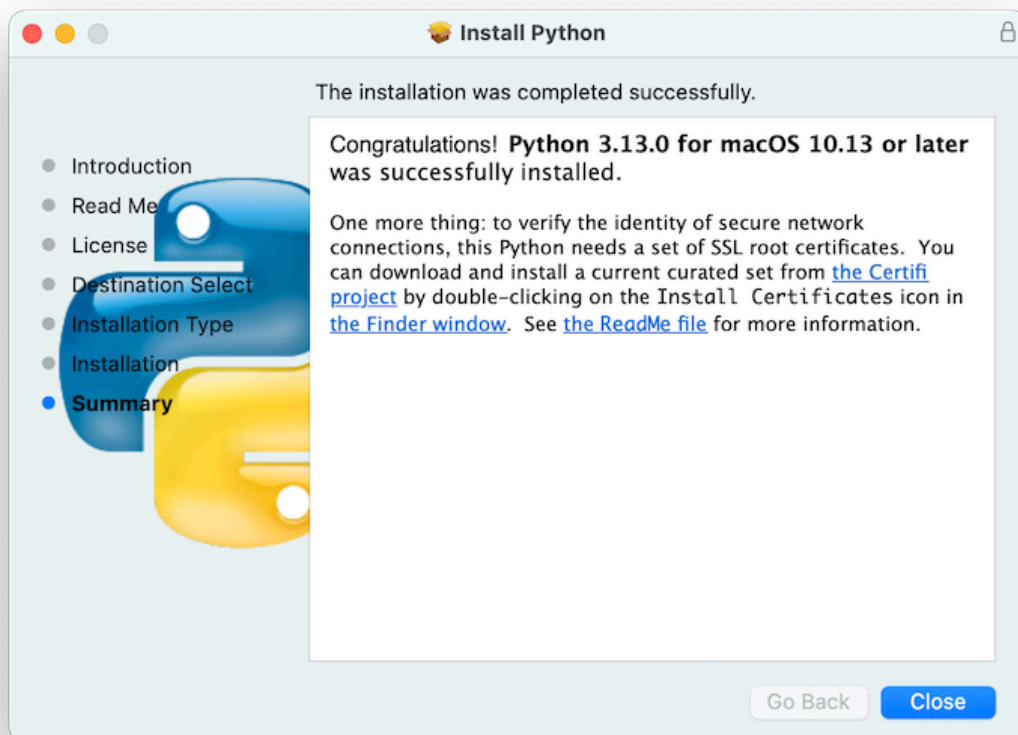 Install Python
The installation was completed successfully.
Introduction
Read Me
License
Destination Select
Installation Type
Installation
Summary
Congratulations! Python 3.13.0 for macOS 10.13 or later
was successfully installed.
One more thing: to verify the identity of secure network
connections, this Python needs a set of SSL root certificates. You
can download and install a current curated set from the Certifi
project by double-clicking on the Install Certificates icon in
the Finder window. See the ReadMe file for more information.
Go Back
Close